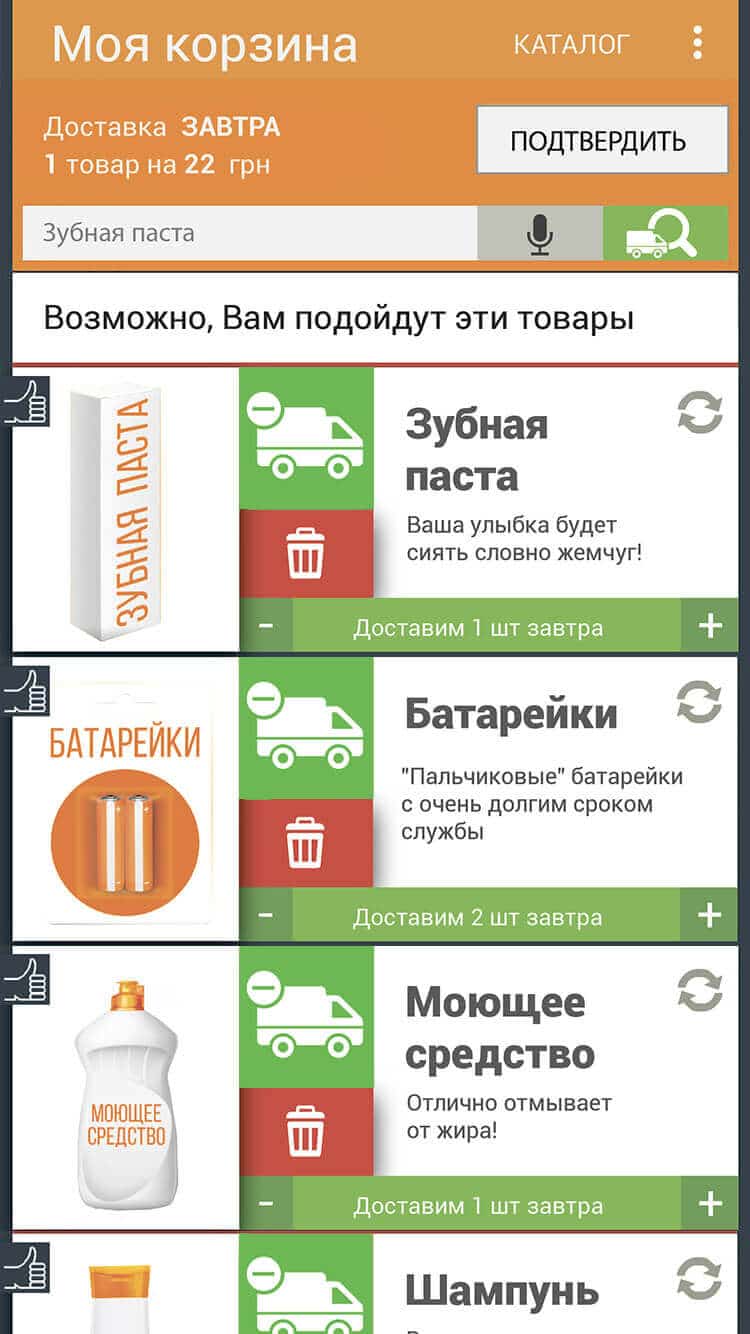 Моя корзина
КАТАЛОГ
Доставка ЗАВТРА
1 товар на 22 грн
ПОДТВЕРДИТЬ
Зубная паста
Возможно, Вам подойдут эти товары
ЗУБНАЯ ПАСТА
Зубная
паста
Ваша улыбка будет
сиять словно жемчуг!
- Доставим 1 шт завтра +
БАТАРЕЙКИ
Батарейки
"Пальчиковые" батарейки
с очень долгим сроком
службы
- Доставим 2 шт завтра +
МОЮЩЕЕ
СРЕДСТВО
Моющее
средство
Отлично отмывает
от жира!
- Доставим 1 шт завтра +
Шампунь